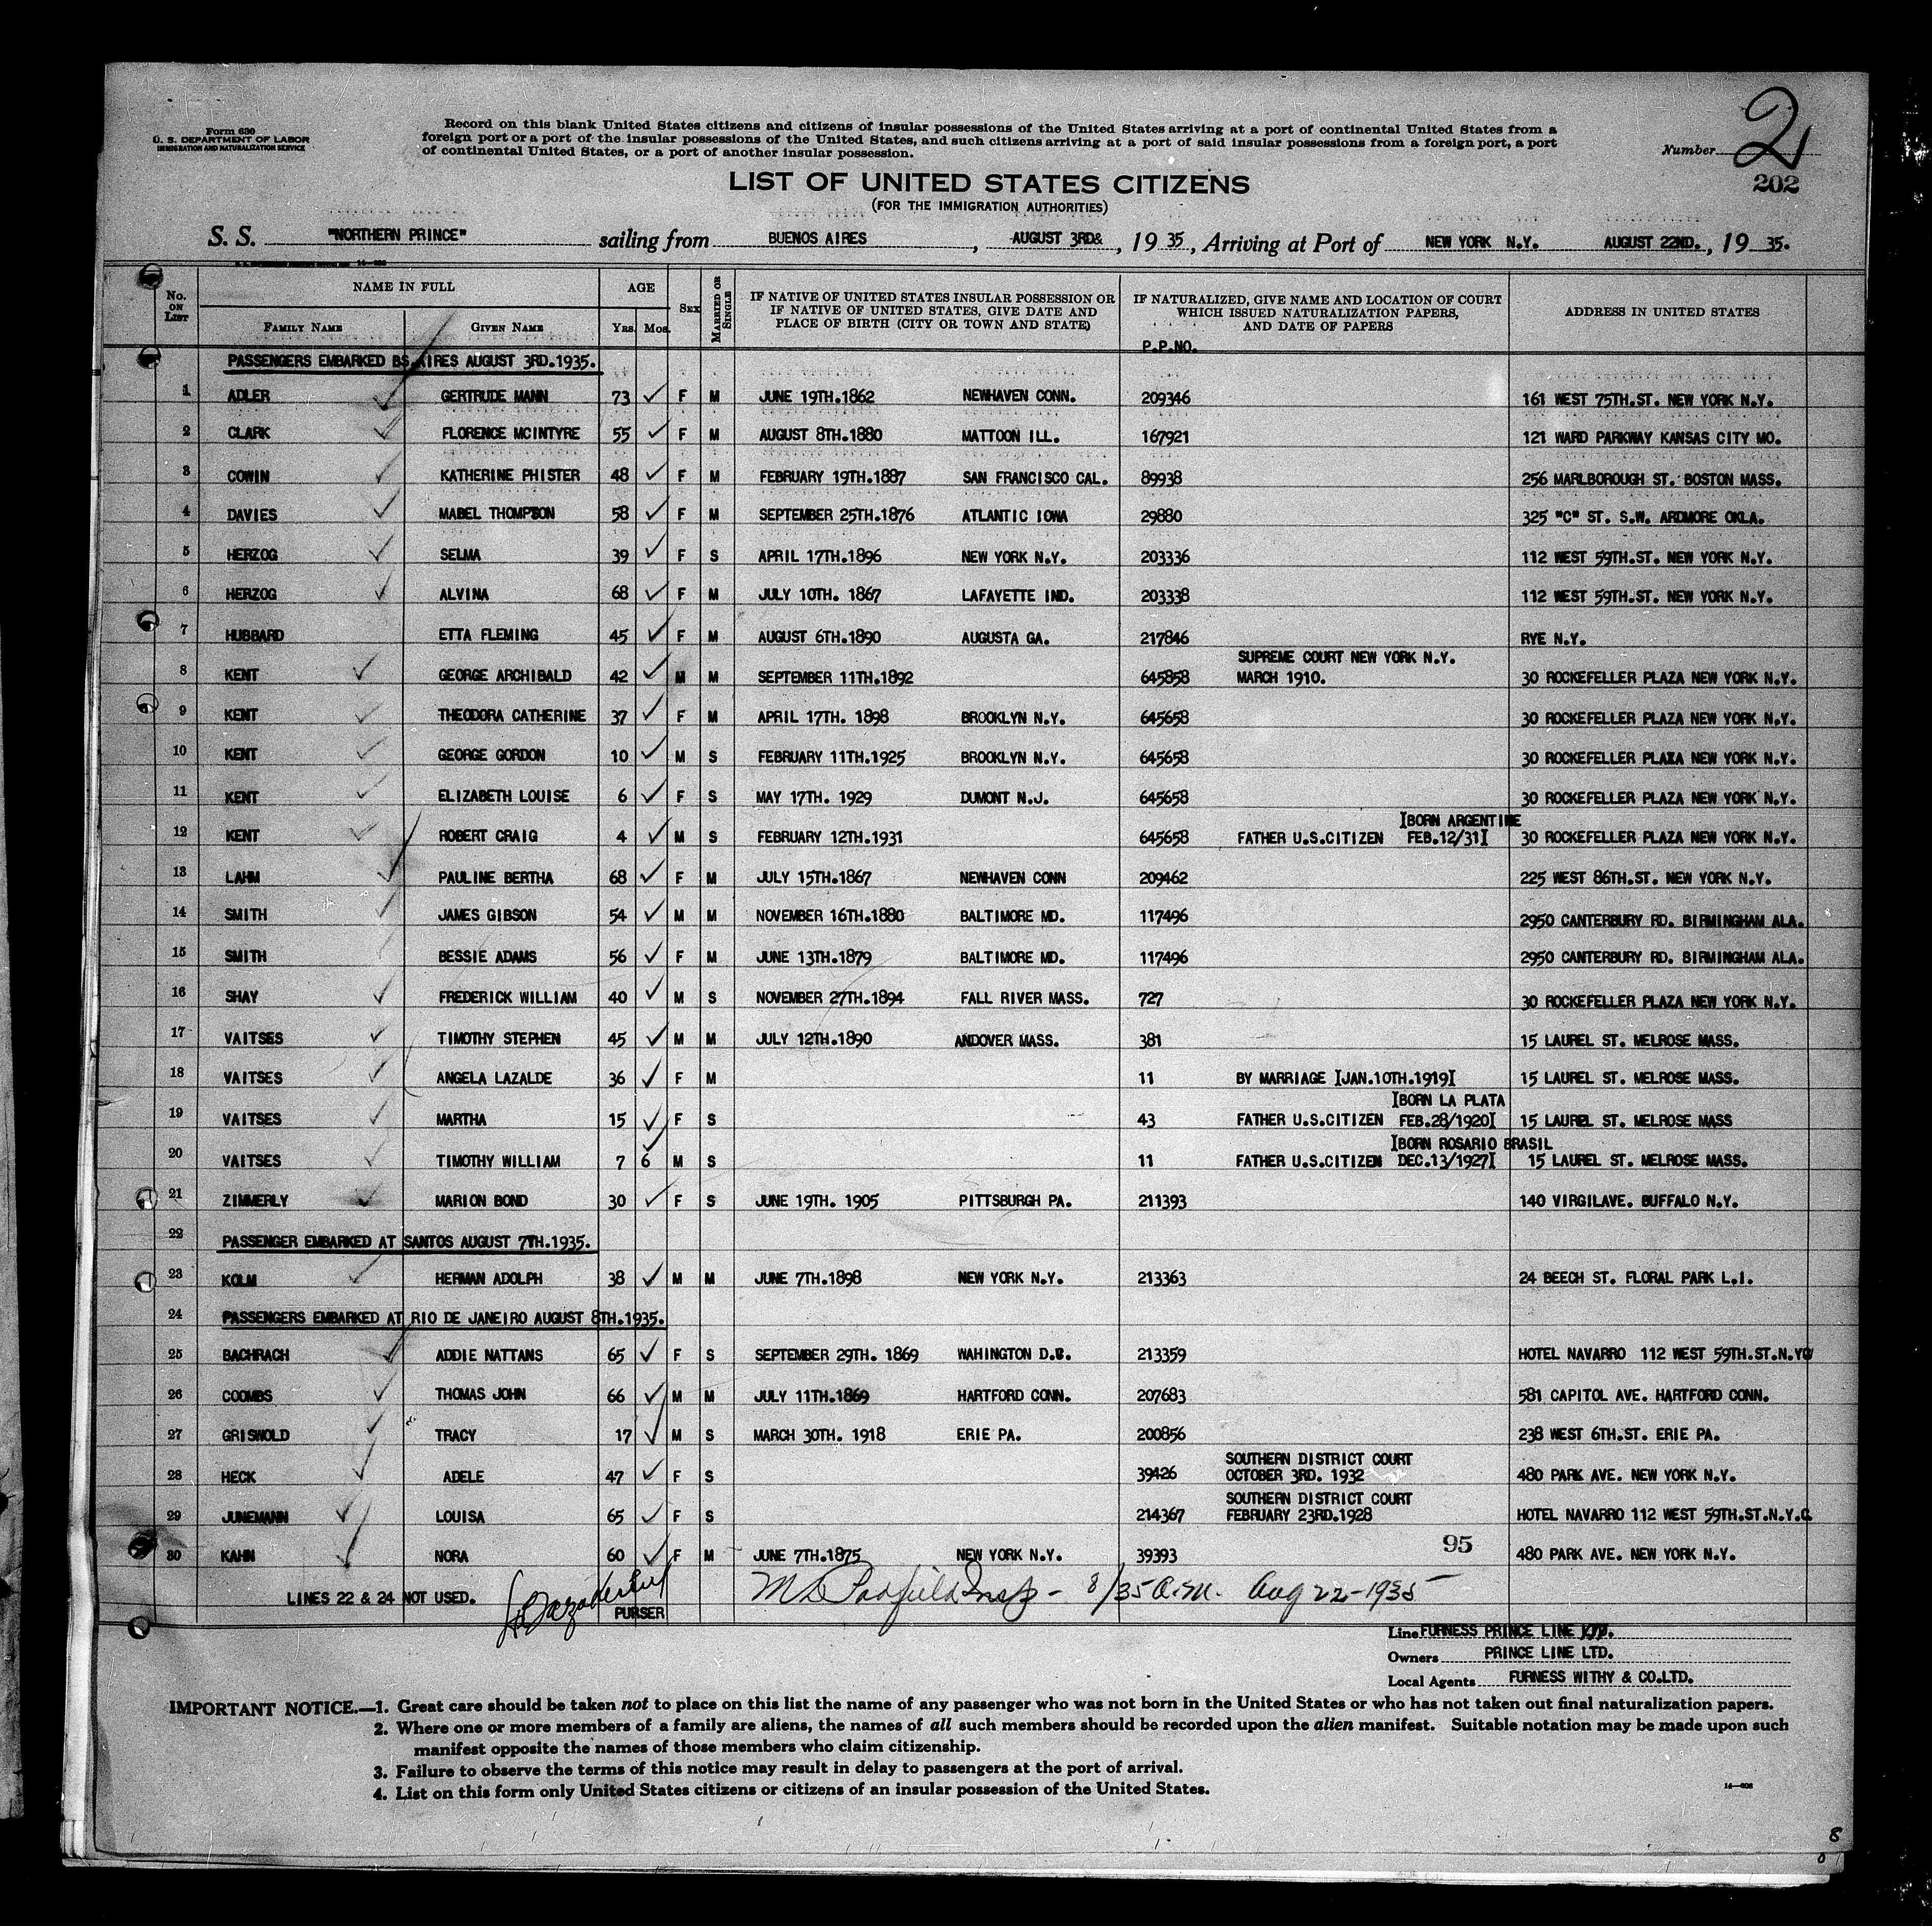 Form 630
U. S. DEPARTMENT OF LABOR
IMMIGRATION AND NATURALIZATION SERVICE
Record on this blank United States citizens and citizens of insular possessions of the United States arriving at a port of continental United States from a
foreign port or a port of the insular possessions of the United States, and such citizens arriving at a port of said insular possessions from a foreign port, a port
of continental United States, or a port of another insular possession.
Number 2
202
LIST OF UNITED STATES CITIZENS
(FOR THE IMMIGRATION AUTHORITIES)
S. S. "NORTHERN PRINCE" sailing from BUENOS AIRES, AUGUST 3RD&, 19 35, Arriving at Port of NEW YORK N.Y. AUGUST 22ND., 19 35.
No. ON LIST NAME IN FULL FAMILY NAME GIVEN NAME AGE Yrs. Mos. SEX MARRIED OR SINGLE IF NATIVE OF UNITED STATES INSULAR POSSESSION OR IF NATIVE OF UNITED STATES, GIVE DATE AND PLACE OF BIRTH (CITY OR TOWN AND STATE) IF NATURALIZED, GIVE NAME AND LOCATION OF COURT WHICH ISSUED NATURALIZATION PAPERS, AND DATE OF PAPERS ADDRESS IN UNITED STATES
P.P.NO.
PASSENGERS EMBARKED BS.AIRES AUGUST 3RD.1935.
1 ADLER GERTRUDE MANN 73 F M JUNE 19TH.1862 NEWHAVEN CONN. 209346 161 WEST 75TH.ST. NEW YORK N.Y.
2 CLARK FLORENCE MCINTYRE 55 F M AUGUST 8TH.1880 MATTOON ILL. 167921 121 WARD PARKWAY KANSAS CITY MO.
3 COWIN KATHERINE PHISTER 48 F M FEBRUARY 19TH.1887 SAN FRANCISCO CAL. 89938 256 MARLBOROUGH ST. BOSTON MASS.
4 DAVIES MABEL THOMPSON 58 F M SEPTEMBER 25TH.1876 ATLANTIC IOWA 29880 325 "C" ST. S.W. ARDMORE OKLA.
5 HERZOG SELMA 39 F S APRIL 17TH.1896 NEW YORK N.Y. 203336 112 WEST 59TH.ST. NEW YORK N.Y.
6 HERZOG ALVINA 68 F M JULY 10TH. 1867 LAFAYETTE IND. 203338 112 WEST 59TH.ST. NEW YORK N.Y.
7 HUBBARD ETTA FLEMING 45 F M AUGUST 6TH.1890 AUGUSTA GA. 217846 RYE N.Y.
SUPREME COURT NEW YORK N.Y.
8 KENT GEORGE ARCHIBALD 42 M M SEPTEMBER 11TH.1892 645858 MARCH 1910. 30 ROCKEFELLER PLAZA NEW YORK N.Y.
9 KENT THEODORA CATHERINE 37 F M APRIL 17TH. 1898 BROOKLYN N.Y. 645658 30 ROCKEFELLER PLAZA NEW YORK N.Y.
10 KENT GEORGE GORDON 10 M S FEBRUARY 11TH.1925 BROOKLYN N.Y. 645658 30 ROCKEFELLER PLAZA NEW YORK N.Y.
11 KENT ELIZABETH LOUISE 6 F S MAY 17TH. 1929 DUMONT N.J. 645658 30 ROCKEFELLER PLAZA NEW YORK N.Y.
[BORN ARGENTINE
12 KENT ROBERT CRAIG 4 M S FEBRUARY 12TH.1931 645658 FATHER U.S.CITIZEN FEB.12/31] 30 ROCKEFELLER PLAZA NEW YORK N.Y.
13 LAHM PAULINE BERTHA 68 F M JULY 15TH.1867 NEWHAVEN CONN 209462 225 WEST 86TH.ST. NEW YORK N.Y.
14 SMITH JAMES GIBSON 54 M M NOVEMBER 16TH.1880 BALTIMORE MD. 117496 2950 CANTERBURY RD. BIRMINGHAM ALA.
15 SMITH BESSIE ADAMS 56 F M JUNE 13TH.1879 BALTIMORE MD. 117496 2950 CANTERBURY RD. BIRMINGHAM ALA.
16 SHAY FREDERICK WILLIAM 40 M S NOVEMBER 27TH.1894 FALL RIVER MASS. 727 30 ROCKEFELLER PLAZA NEW YORK N.Y.
17 VAITSES TIMOTHY STEPHEN 45 M M JULY 12TH.1890 ANDOVER MASS. 381 15 LAUREL ST. MELROSE MASS.
18 VAITSES ANGELA LAZALDE 36 F M 11 BY MARRIAGE [JAN.10TH.1919] 15 LAUREL ST. MELROSE MASS.
[BORN LA PLATA
19 VAITSES MARTHA 15 F S 43 FATHER U.S.CITIZEN FEB.28/1920] 15 LAUREL ST. MELROSE MASS
[BORN ROSARIO BRASIL
20 VAITSES TIMOTHY WILLIAM 7 6 M S 11 FATHER U.S.CITIZEN DEC.13/1927] 15 LAUREL ST. MELROSE MASS.
21 ZIMMERLY MARION BOND 30 F S JUNE 19TH. 1905 PITTSBURGH PA. 211393 140 VIRGILAVE. BUFFALO N.Y.
22 PASSENGER EMBARKED AT SANTOS AUGUST 7TH.1935.
23 KOLM HERMAN ADOLPH 38 M M JUNE 7TH.1898 NEW YORK N.Y. 213363 24 BEECH ST. FLORAL PARK L.I.
24 PASSENGERS EMBARKED AT RIO DE JANEIRO AUGUST 8TH.1935.
25 BACHRACH ADDIE NATTANS 65 F S SEPTEMBER 29TH. 1869 WAHINGTON D.C. 213359 HOTEL NAVARRO 112 WEST 59TH.ST.N.YC
26 COOMBS THOMAS JOHN 66 M M JULY 11TH.1869 HARTFORD CONN. 207683 581 CAPITOL AVE. HARTFORD CONN.
27 GRISWOLD TRACY 17 M S MARCH 30TH. 1918 ERIE PA. 200856 238 WEST 6TH.ST. ERIE PA.
SOUTHERN DISTRICT COURT
28 HECK ADELE 47 F S 39426 OCTOBER 3RD. 1932 480 PARK AVE. NEW YORK N.Y.
SOUTHERN DISTRICT COURT
29 JUNEMANN LOUISA 65 F S 214367 FEBRUARY 23RD.1928 HOTEL NAVARRO 112 WEST 59TH.ST.N.Y.C.
95
30 KAHN NORA 60 F M JUNE 7TH.1875 NEW YORK N.Y. 39393 480 PARK AVE. NEW YORK N.Y.
LINES 22 & 24 NOT USED. 8/35 A.M. Aug 22-1935
PURSER
Line FURNESS PRINCE LINE
Owners PRINCE LINE LTD.
Local Agents FURNESS WITHY & CO.LTD.
IMPORTANT NOTICE.—1. Great care should be taken not to place on this list the name of any passenger who was not born in the United States or who has not taken out final naturalization papers.
2. Where one or more members of a family are aliens, the names of all such members should be recorded upon the alien manifest. Suitable notation may be made upon such
manifest opposite the names of those members who claim citizenship.
3. Failure to observe the terms of this notice may result in delay to passengers at the port of arrival.
4. List on this form only United States citizens or citizens of an insular possession of the United States.
8
0